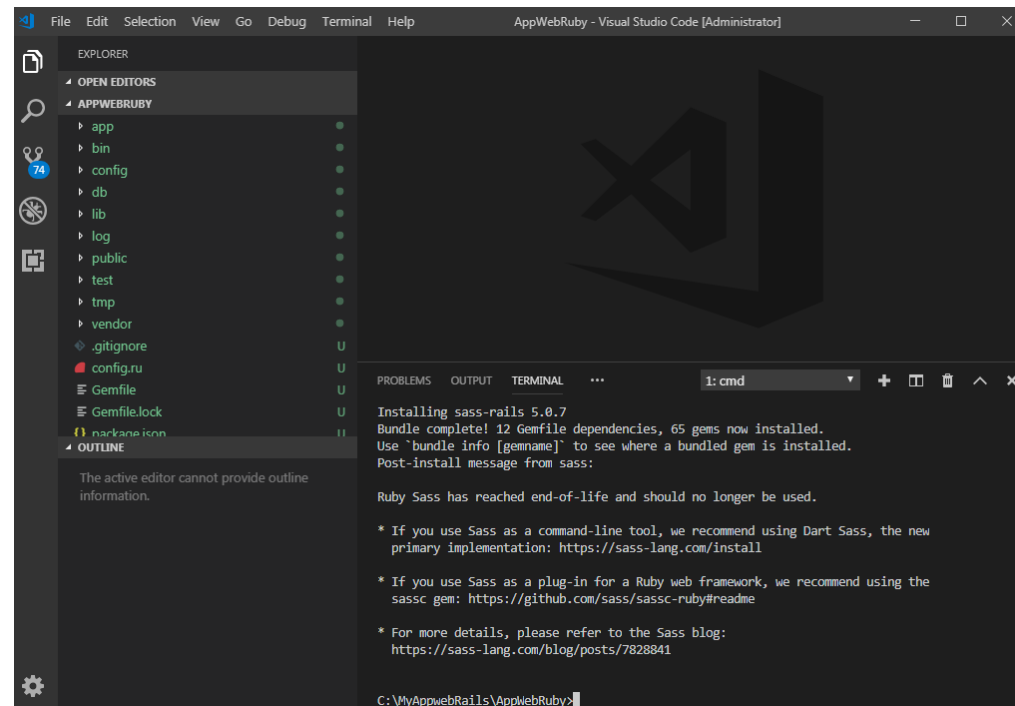 File Edit Selection View Go Debug Terminal Help AppWebRuby - Visual Studio Code [Administrator]
EXPLORER
OPEN EDITORS
APPWEBRUBY
app
bin
config
db
lib
log
public
test
tmp
vendor
.gitignore U
config.ru U
Gemfile U
Gemfile.lock U
{} package.json U
OUTLINE
The active editor cannot provide outline
information.
74
PROBLEMS OUTPUT TERMINAL ••• 1: cmd
Installing sass-rails 5.0.7
Bundle complete! 12 Gemfile dependencies, 65 gems now installed.
Use `bundle info [gemname]` to see where a bundled gem is installed.
Post-install message from sass:
Ruby Sass has reached end-of-life and should no longer be used.
* If you use Sass as a command-line tool, we recommend using Dart Sass, the new
primary implementation: https://sass-lang.com/install
* If you use Sass as a plug-in for a Ruby web framework, we recommend using the
sassc gem: https://github.com/sass/sassc-ruby#readme
* For more details, please refer to the Sass blog:
https://sass-lang.com/blog/posts/7828841
C:\MyAppwebRails\AppWebRuby>